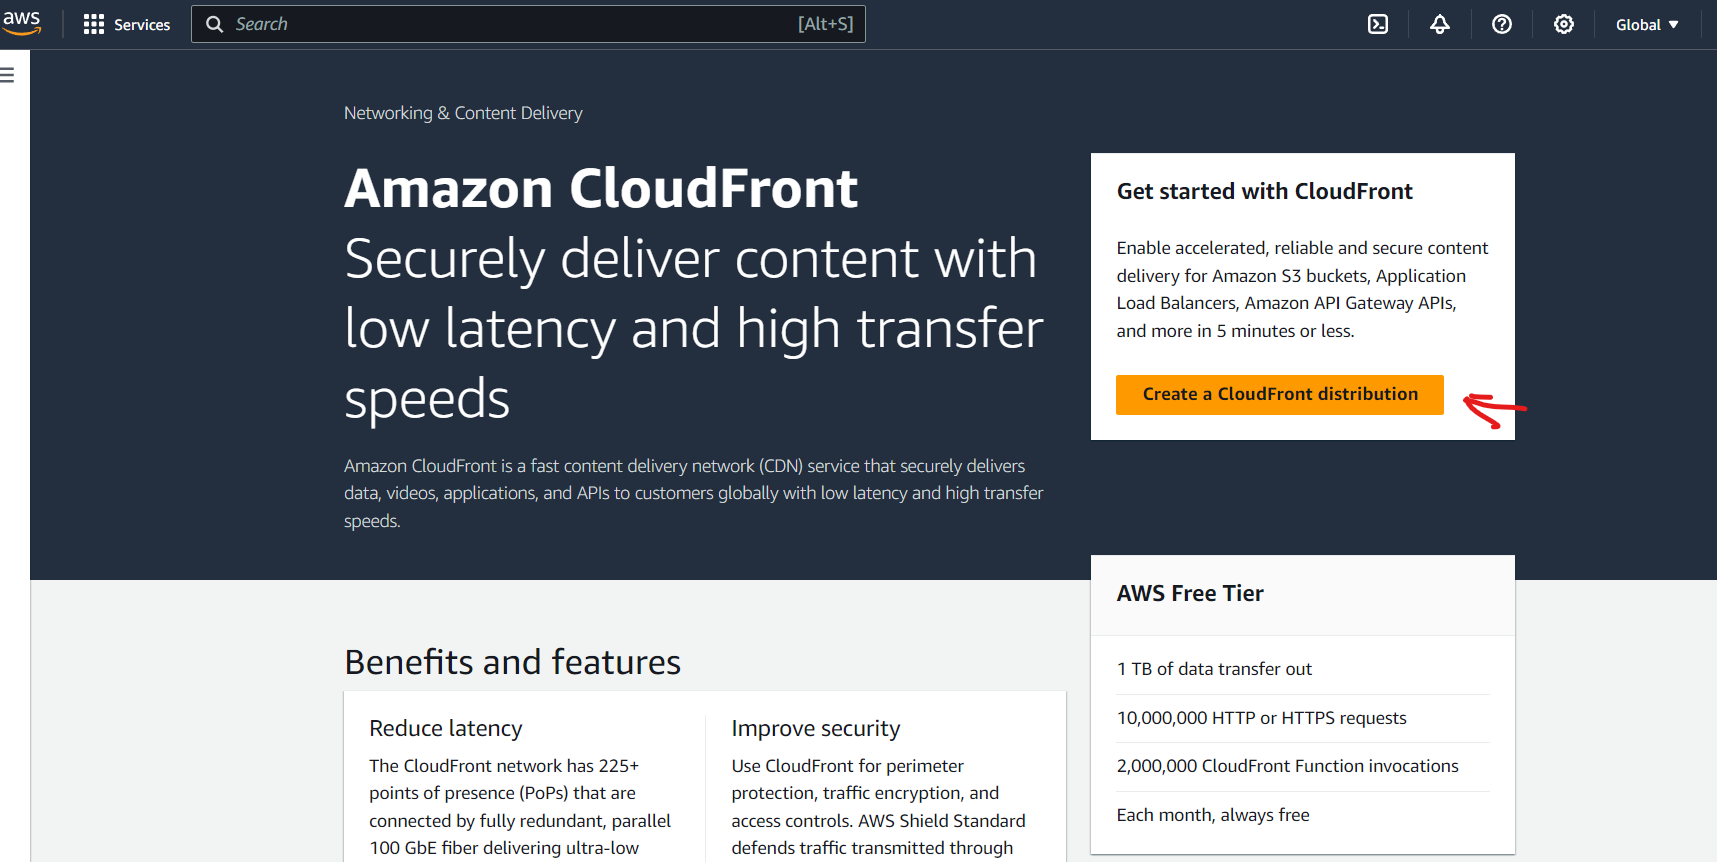 aws
Services
Search
[Alt+S]
Global
Networking & Content Delivery
Amazon CloudFront
Securely deliver content with
low latency and high transfer
speeds
Amazon CloudFront is a fast content delivery network (CDN) service that securely delivers
data, videos, applications, and APIs to customers globally with low latency and high transfer
speeds.
Get started with CloudFront
Enable accelerated, reliable and secure content
delivery for Amazon S3 buckets, Application
Load Balancers, Amazon API Gateway APIs,
and more in 5 minutes or less.
Create a CloudFront distribution
AWS Free Tier
1 TB of data transfer out
10,000,000 HTTP or HTTPS requests
2,000,000 CloudFront Function invocations
Each month, always free
Benefits and features
Reduce latency
The CloudFront network has 225+
points of presence (PoPs) that are
connected by fully redundant, parallel
100 GbE fiber delivering ultra-low
Improve security
Use CloudFront for perimeter
protection, traffic encryption, and
access controls. AWS Shield Standard
defends traffic transmitted through